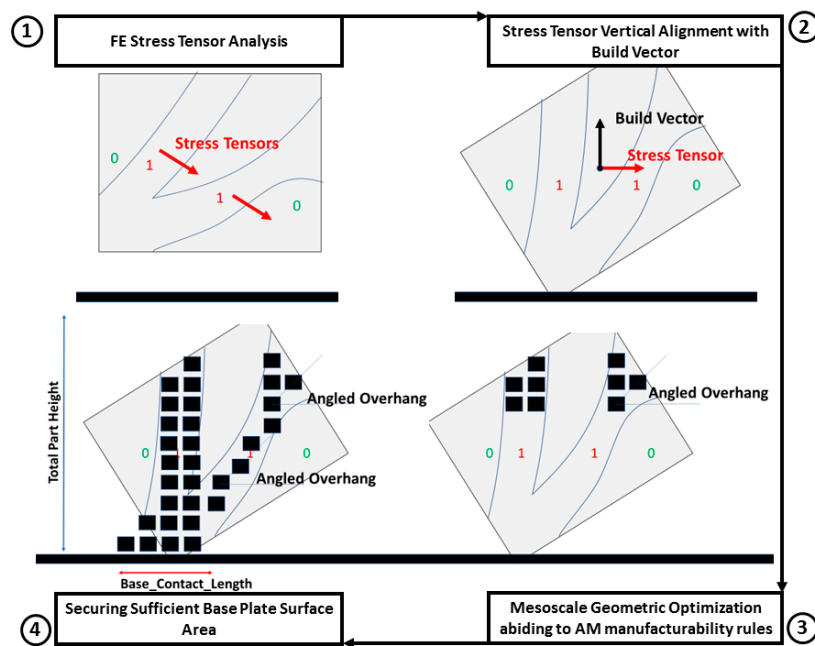 1
FE Stress Tensor Analysis
Stress Tensor Vertical Alignment with
Build Vector
2
0
1
Stress Tensors
1
0
Build Vector
Stress Tensor
0
1
1
0
Total Part Height
0
1
1
0
Angled Overhang
Angled Overhang
Base_Contact_Length
0
1
1
0
Angled Overhang
4
Securing Sufficient Base Plate Surface
Area
Mesoscale Geometric Optimization
abiding to AM manufacturability rules
3